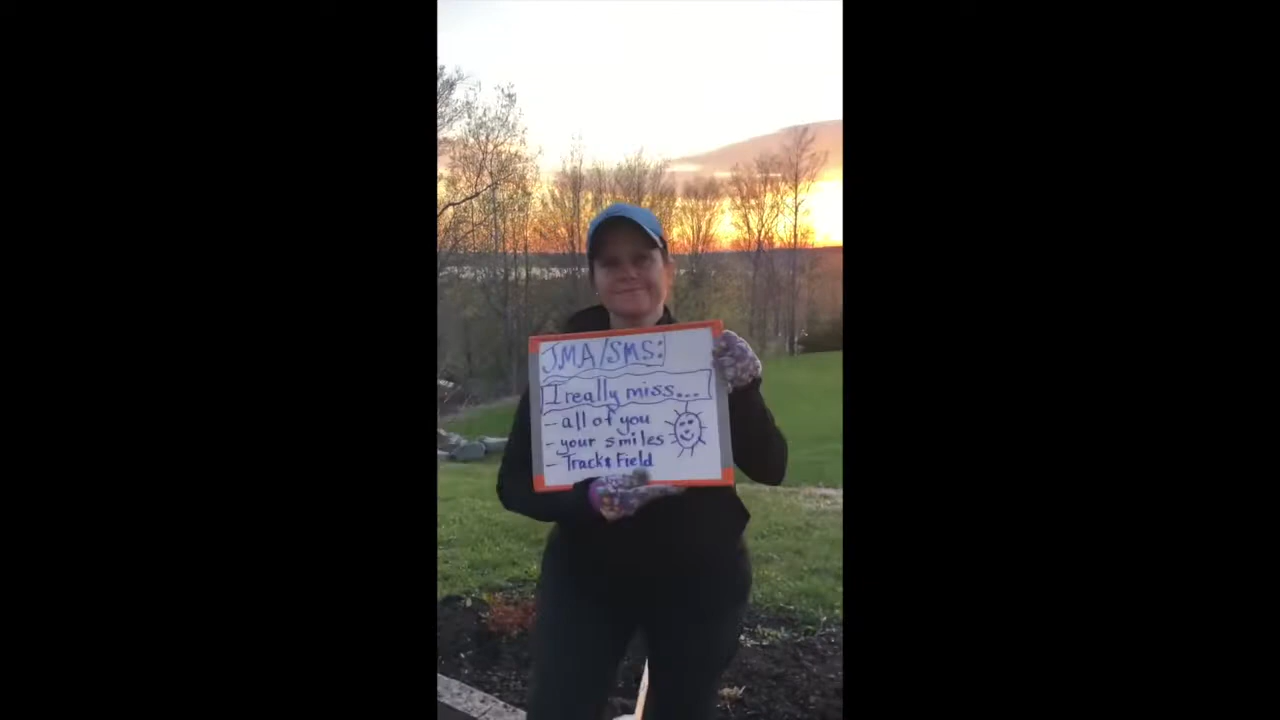 JMA/SMS:
I really miss...
- all of you
- your smiles
- Track & Field